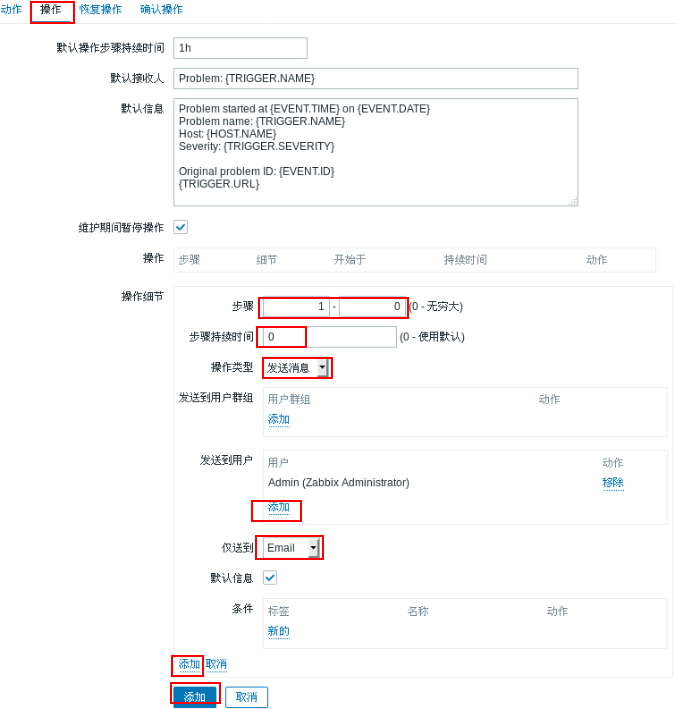 动作 操作 恢复操作 确认操作
默认操作步骤持续时间 1h
默认接收人 Problem: {TRIGGER.NAME}
默认信息 Problem started at {EVENT.TIME} on {EVENT.DATE}
Problem name: {TRIGGER.NAME}
Host: {HOST.NAME}
Severity: {TRIGGER.SEVERITY}
Original problem ID: {EVENT.ID}
{TRIGGER.URL}
维护期间暂停操作
操作 步骤 细节 开始于 持续时间 动作
操作细节
步骤 1 - 0 (0 - 无穷大)
步骤持续时间 0 (0 - 使用默认)
操作类型 发送消息
发送到用户群组 用户群组 动作
添加
发送到用户 用户 动作
Admin (Zabbix Administrator) 移除
添加
仅送到 Email
默认信息
条件 标签 名称 动作
新的
添加 取消
添加 取消